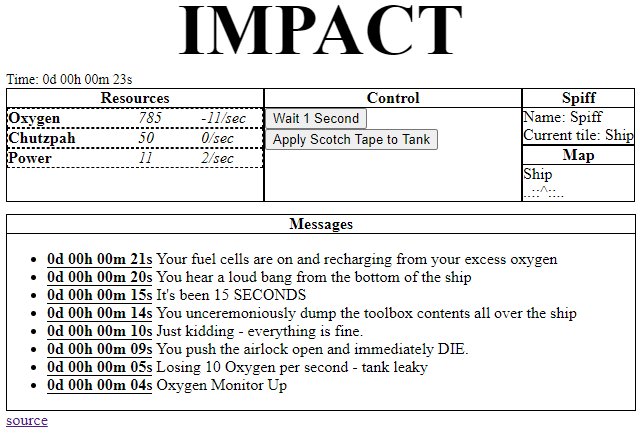 IMPACT
Time: 0d 00h 00m 23s
Resources
Oxygen 785 -11/sec
Chutzpah 50 0/sec
Power 11 2/sec
Control
Wait 1 Second
Apply Scotch Tape to Tank
Spiff
Name: Spiff
Current tile: Ship
Map
Ship
..::^::..
Messages
0d 00h 00m 21s Your fuel cells are on and recharging from your excess oxygen
0d 00h 00m 20s You hear a loud bang from the bottom of the ship
0d 00h 00m 15s It's been 15 SECONDS
0d 00h 00m 14s You unceremoniously dump the toolbox contents all over the ship
0d 00h 00m 10s Just kidding - everything is fine.
0d 00h 00m 09s You push the airlock open and immediately DIE.
0d 00h 00m 05s Losing 10 Oxygen per second - tank leaky
0d 00h 00m 04s Oxygen Monitor Up
source